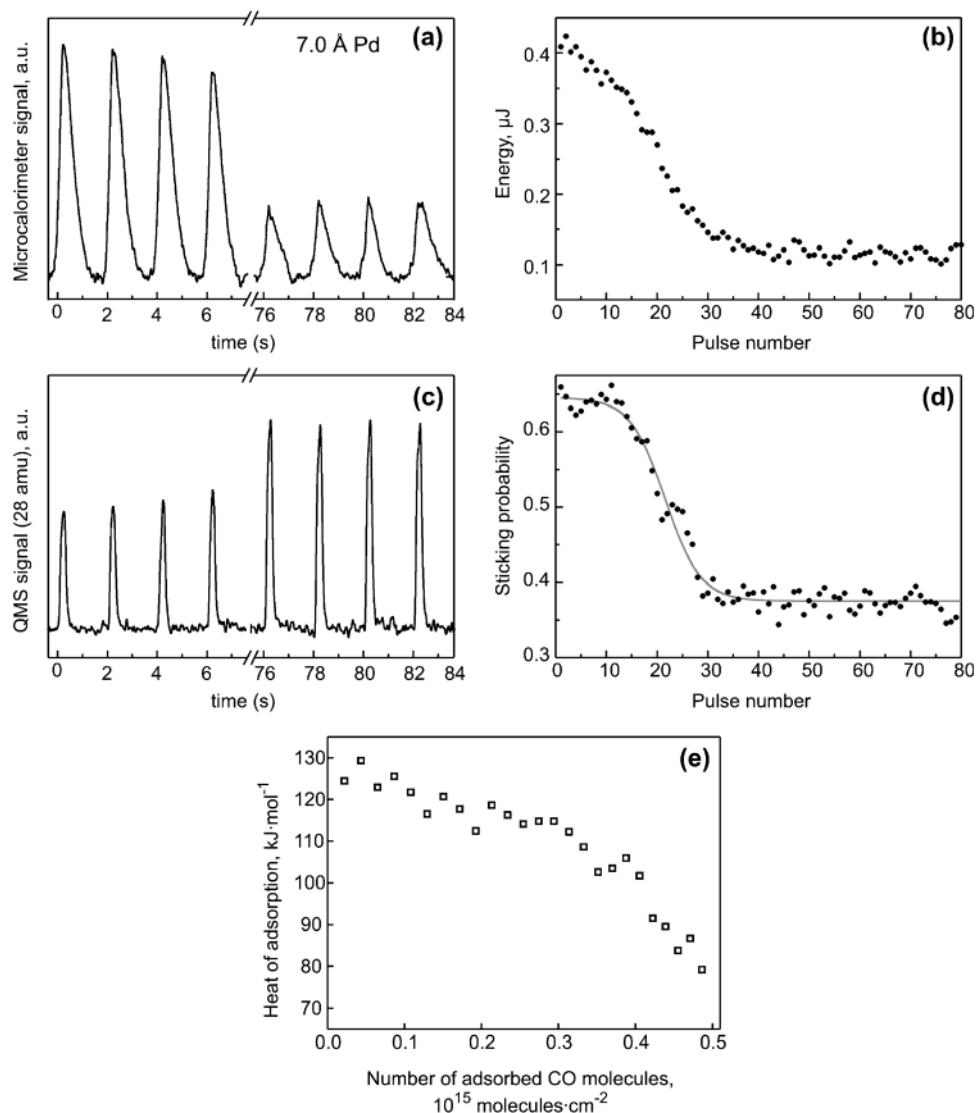 7.0 Å Pd
(a)
Microcalorimeter signal, a.u.
0 2 4 6 76 78 80 82 84
time (s)
(b)
Energy, µJ
0.4
0.3
0.2
0.1
0 10 20 30 40 50 60 70 80
Pulse number
(c)
QMS signal (28 amu), a.u.
0 2 4 6 76 78 80 82 84
time (s)
(d)
Sticking probability
0.6
0.5
0.4
0.3
0 10 20 30 40 50 60 70 80
Pulse number
(e)
Heat of adsorption, kJ·mol⁻¹
130
120
110
100
90
80
70
0.0 0.1 0.2 0.3 0.4 0.5
Number of adsorbed CO molecules,
10¹⁵ molecules·cm⁻²